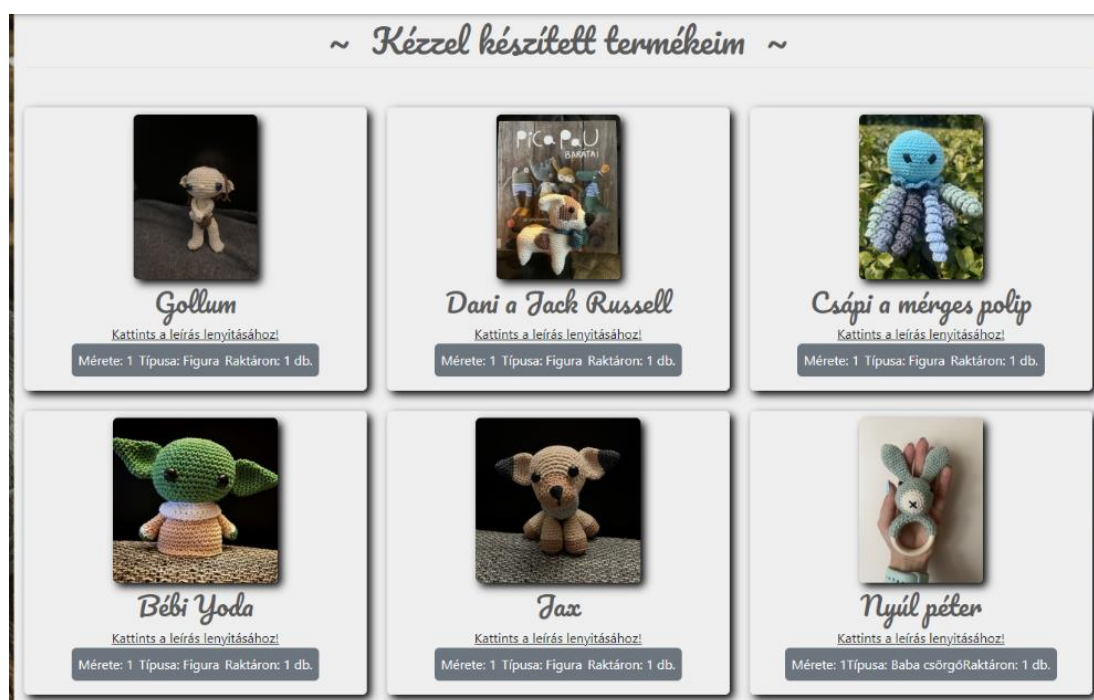 ~ Kézzel készített termékeim ~
PiCa PaU
BARÁTAI
Gollum
Kattints a leírás lenyitásához!
Mérete: 1 Típusa: Figura Raktáron: 1 db.
Dani a Jack Russell
Kattints a leírás lenyitásához!
Mérete: 1 Típusa: Figura Raktáron: 1 db.
Csápi a mérges polip
Kattints a leírás lenyitásához!
Mérete: 1 Típusa: Figura Raktáron: 1 db.
Bébi Yoda
Kattints a leírás lenyitásához!
Mérete: 1 Típusa: Figura Raktáron: 1 db.
Jax
Kattints a leírás lenyitásához!
Mérete: 1 Típusa: Figura Raktáron: 1 db.
Nyúl péter
Kattints a leírás lenyitásához!
Mérete: 1Típusa: Baba csörgőRaktáron: 1 db.